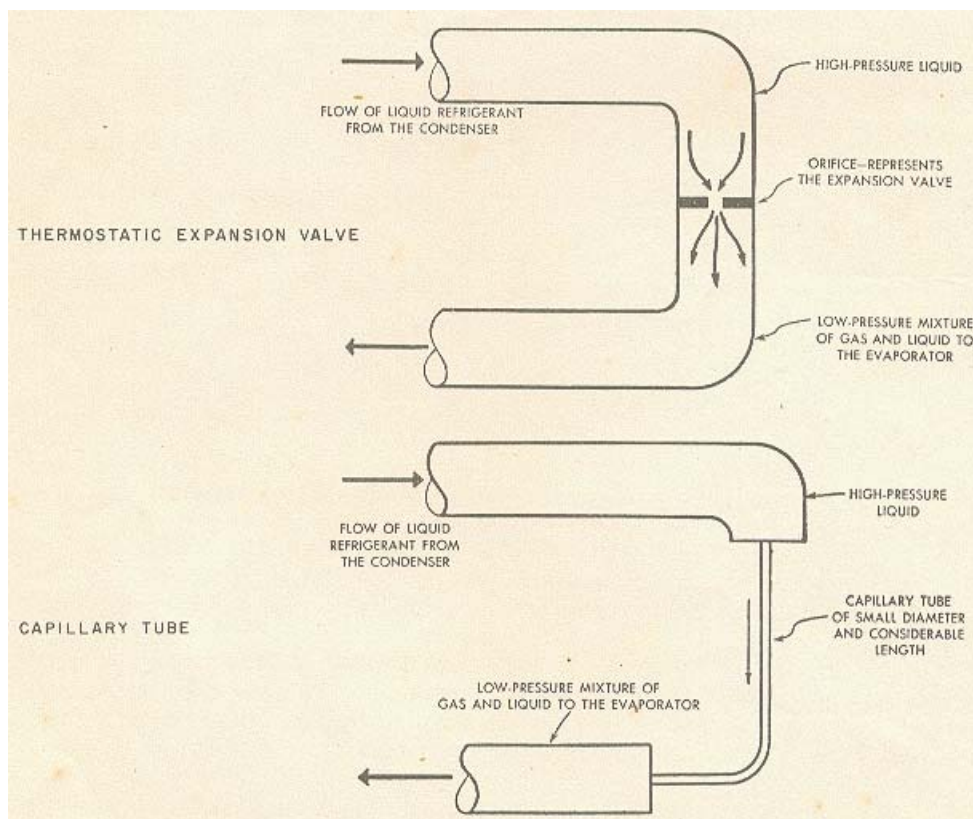 HIGH-PRESSURE LIQUID
FLOW OF LIQUID REFRIGERANT
FROM THE CONDENSER
ORIFICE—REPRESENTS
THE EXPANSION VALVE
THERMOSTATIC EXPANSION VALVE
LOW-PRESSURE MIXTURE
OF GAS AND LIQUID TO
THE EVAPORATOR
HIGH-PRESSURE
LIQUID
FLOW OF LIQUID
REFRIGERANT FROM
THE CONDENSER
CAPILLARY TUBE
OF SMALL DIAMETER
AND CONSIDERABLE
LENGTH
CAPILLARY TUBE
LOW-PRESSURE MIXTURE OF
GAS AND LIQUID TO THE EVAPORATOR